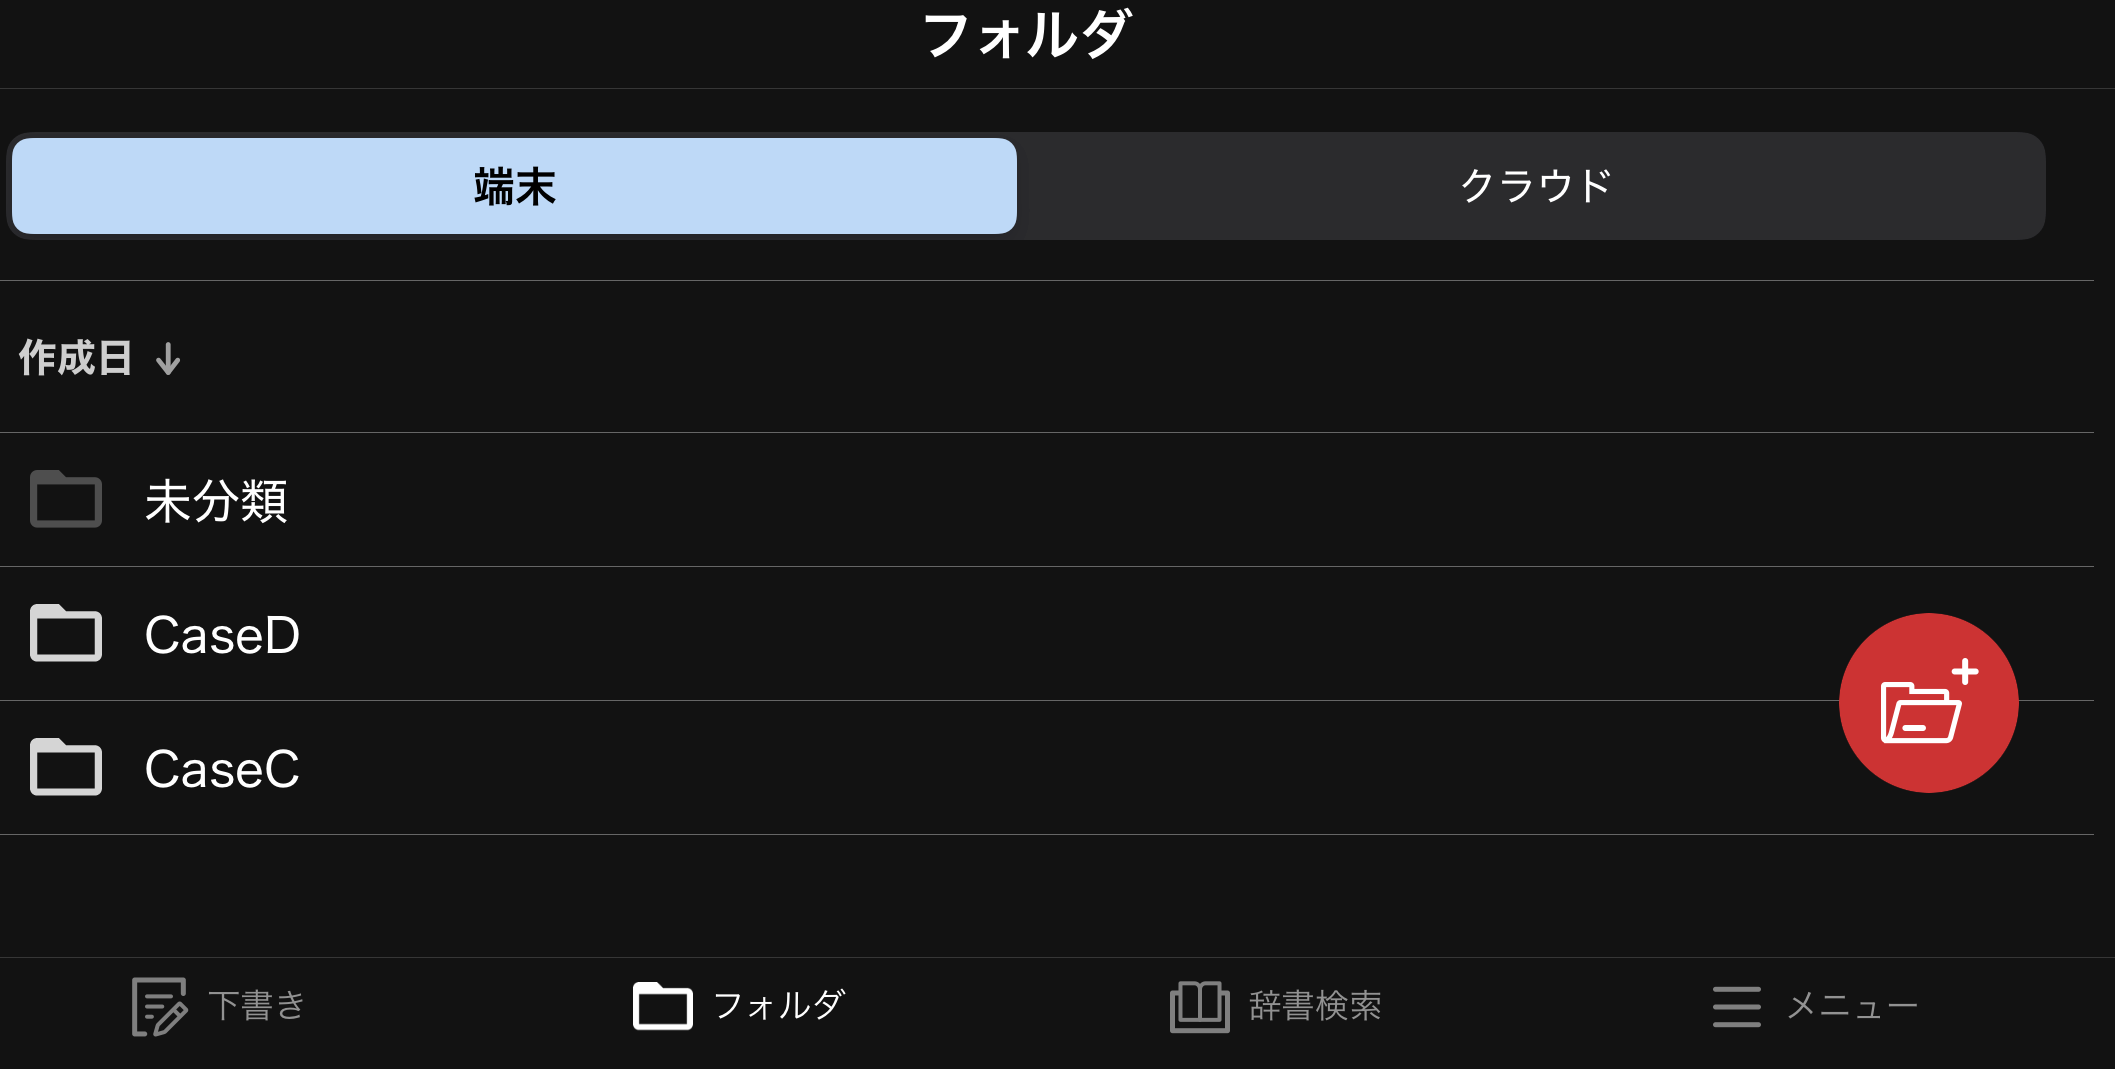 フォルダ
端末 クラウド
作成日 ↓
未分類
CaseD
CaseC
下書き フォルダ 辞書検索 メニュー